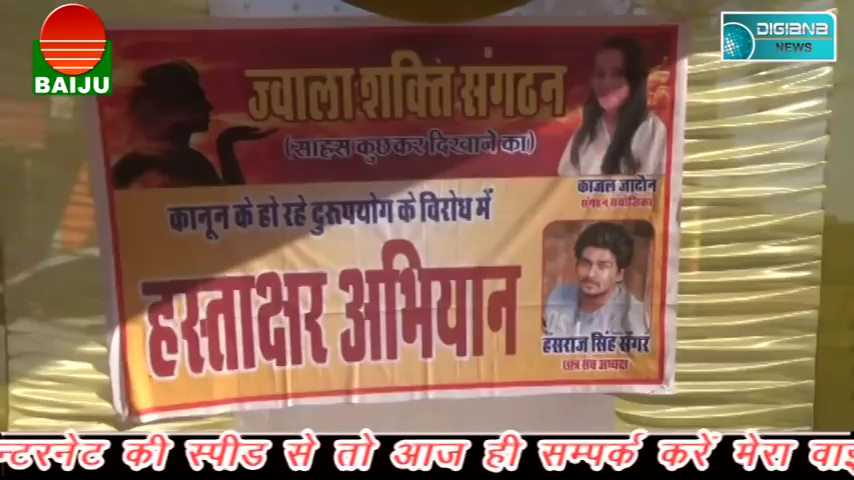 BAIJU
DIGIANA
NEWS
ज्वाला शक्ति संगठन
(साहस कुछ कर दिखाने का)
काजल जादोन
संगठन संयोजिका
कानून के हो रहे दुरूपयोग के विरोध में
हस्ताक्षर अभियान
हंसराज सिंह सेंगर
छात्र संघ अध्यक्ष
न्टरनेट की स्पीड से तो आज ही सम्पर्क करें मेरा वाइ